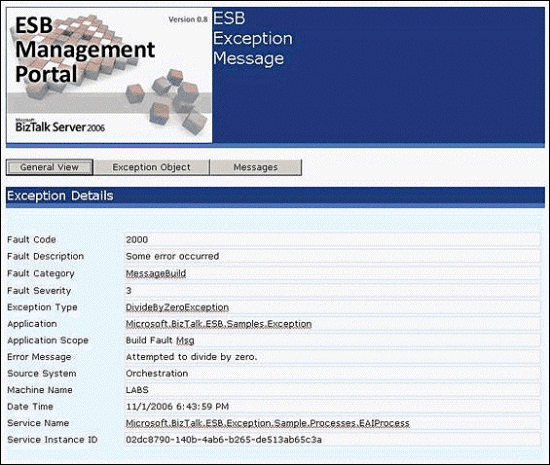 Version 0.8
ESB
Management
Portal
Microsoft
BizTalk Server 2006
ESB
Exception
Message
General View Exception Object Messages
Exception Details
Fault Code 2000
Fault Description Some error occurred
Fault Category MessageBuild
Fault Severity 3
Exception Type DivideByZeroException
Application Microsoft.BizTalk.ESB.Samples.Exception
Application Scope Build Fault Msg
Error Message Attempted to divide by zero.
Source System Orchestration
Machine Name LABS
Date Time 11/1/2006 6:43:59 PM
Service Name Microsoft.BizTalk.ESB.Exception.Sample.Processes.EAIProcess
Service Instance ID 02dc8790-140b-4ab6-b265-de513ab65c3a